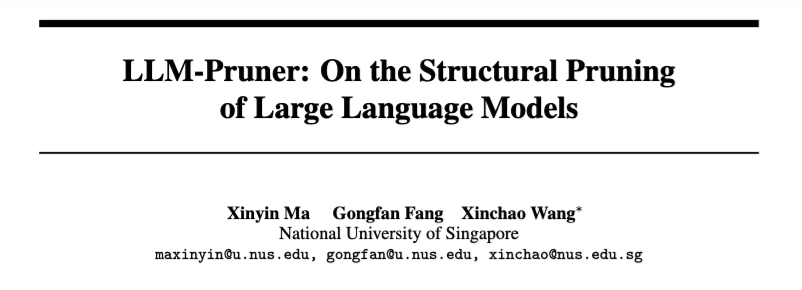 LLM-Pruner: On the Structural Pruning
of Large Language Models
Xinyin Ma Gongfan Fang Xinchao Wang*
National University of Singapore
maxinyin@u.nus.edu, gongfan@u.nus.edu, xinchao@nus.edu.sg